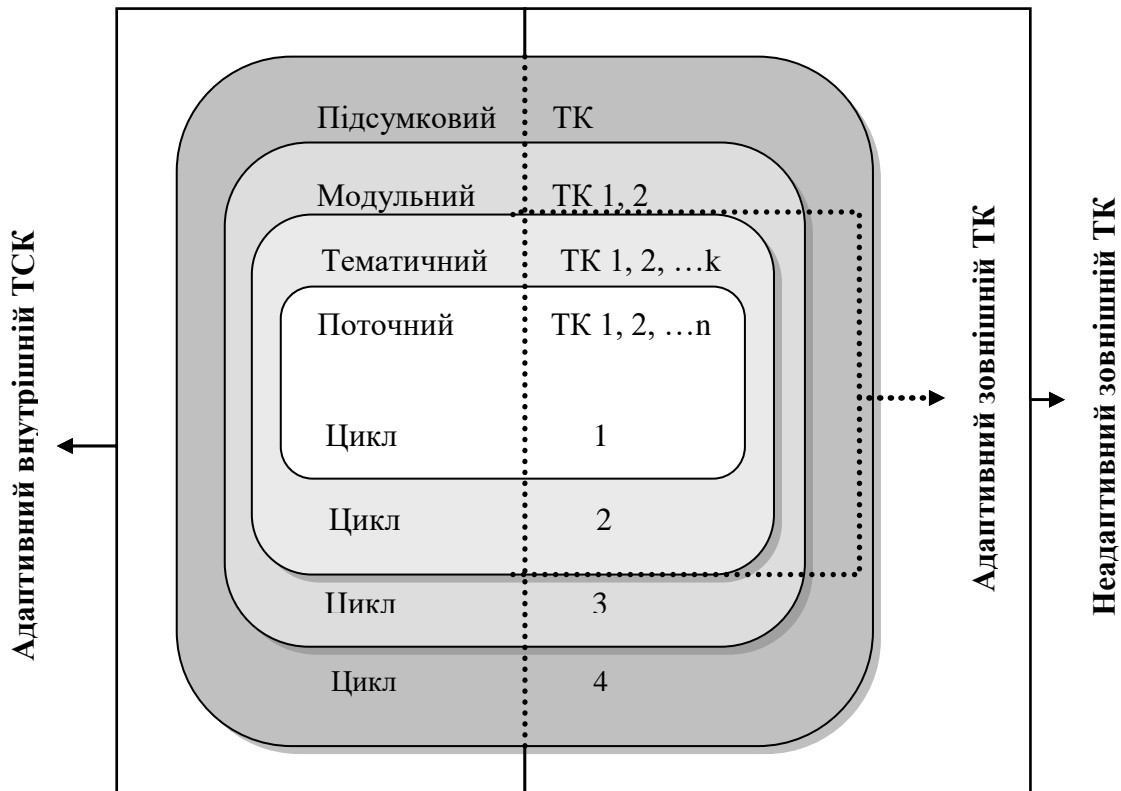 Підсумковий ТК
Модульний ТК 1, 2
Тематичний ТК 1, 2, …k
Поточний ТК 1, 2, …n
Цикл 1
Цикл 2
Цикл 3
Цикл 4
Адаптивний внутрішній ТСК
Адаптивний зовнішній ТК
Неадаптивний зовнішній ТК